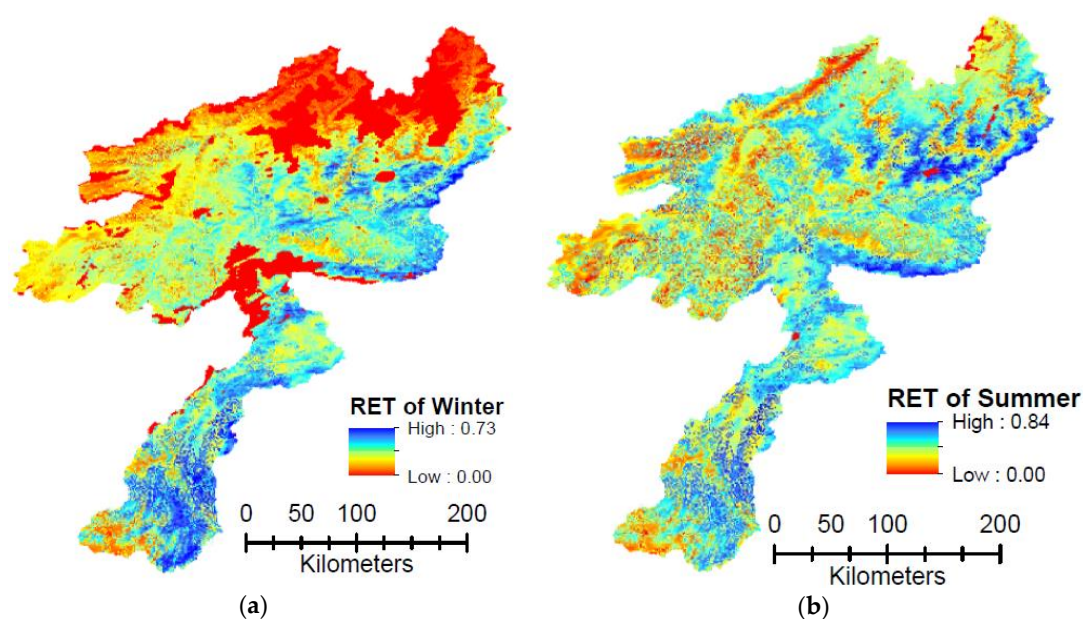 RET of Winter
High : 0.73
Low : 0.00
0 50 100 200
Kilometers
(a)
RET of Summer
High : 0.84
Low : 0.00
0 50 100 200
Kilometers
(b)